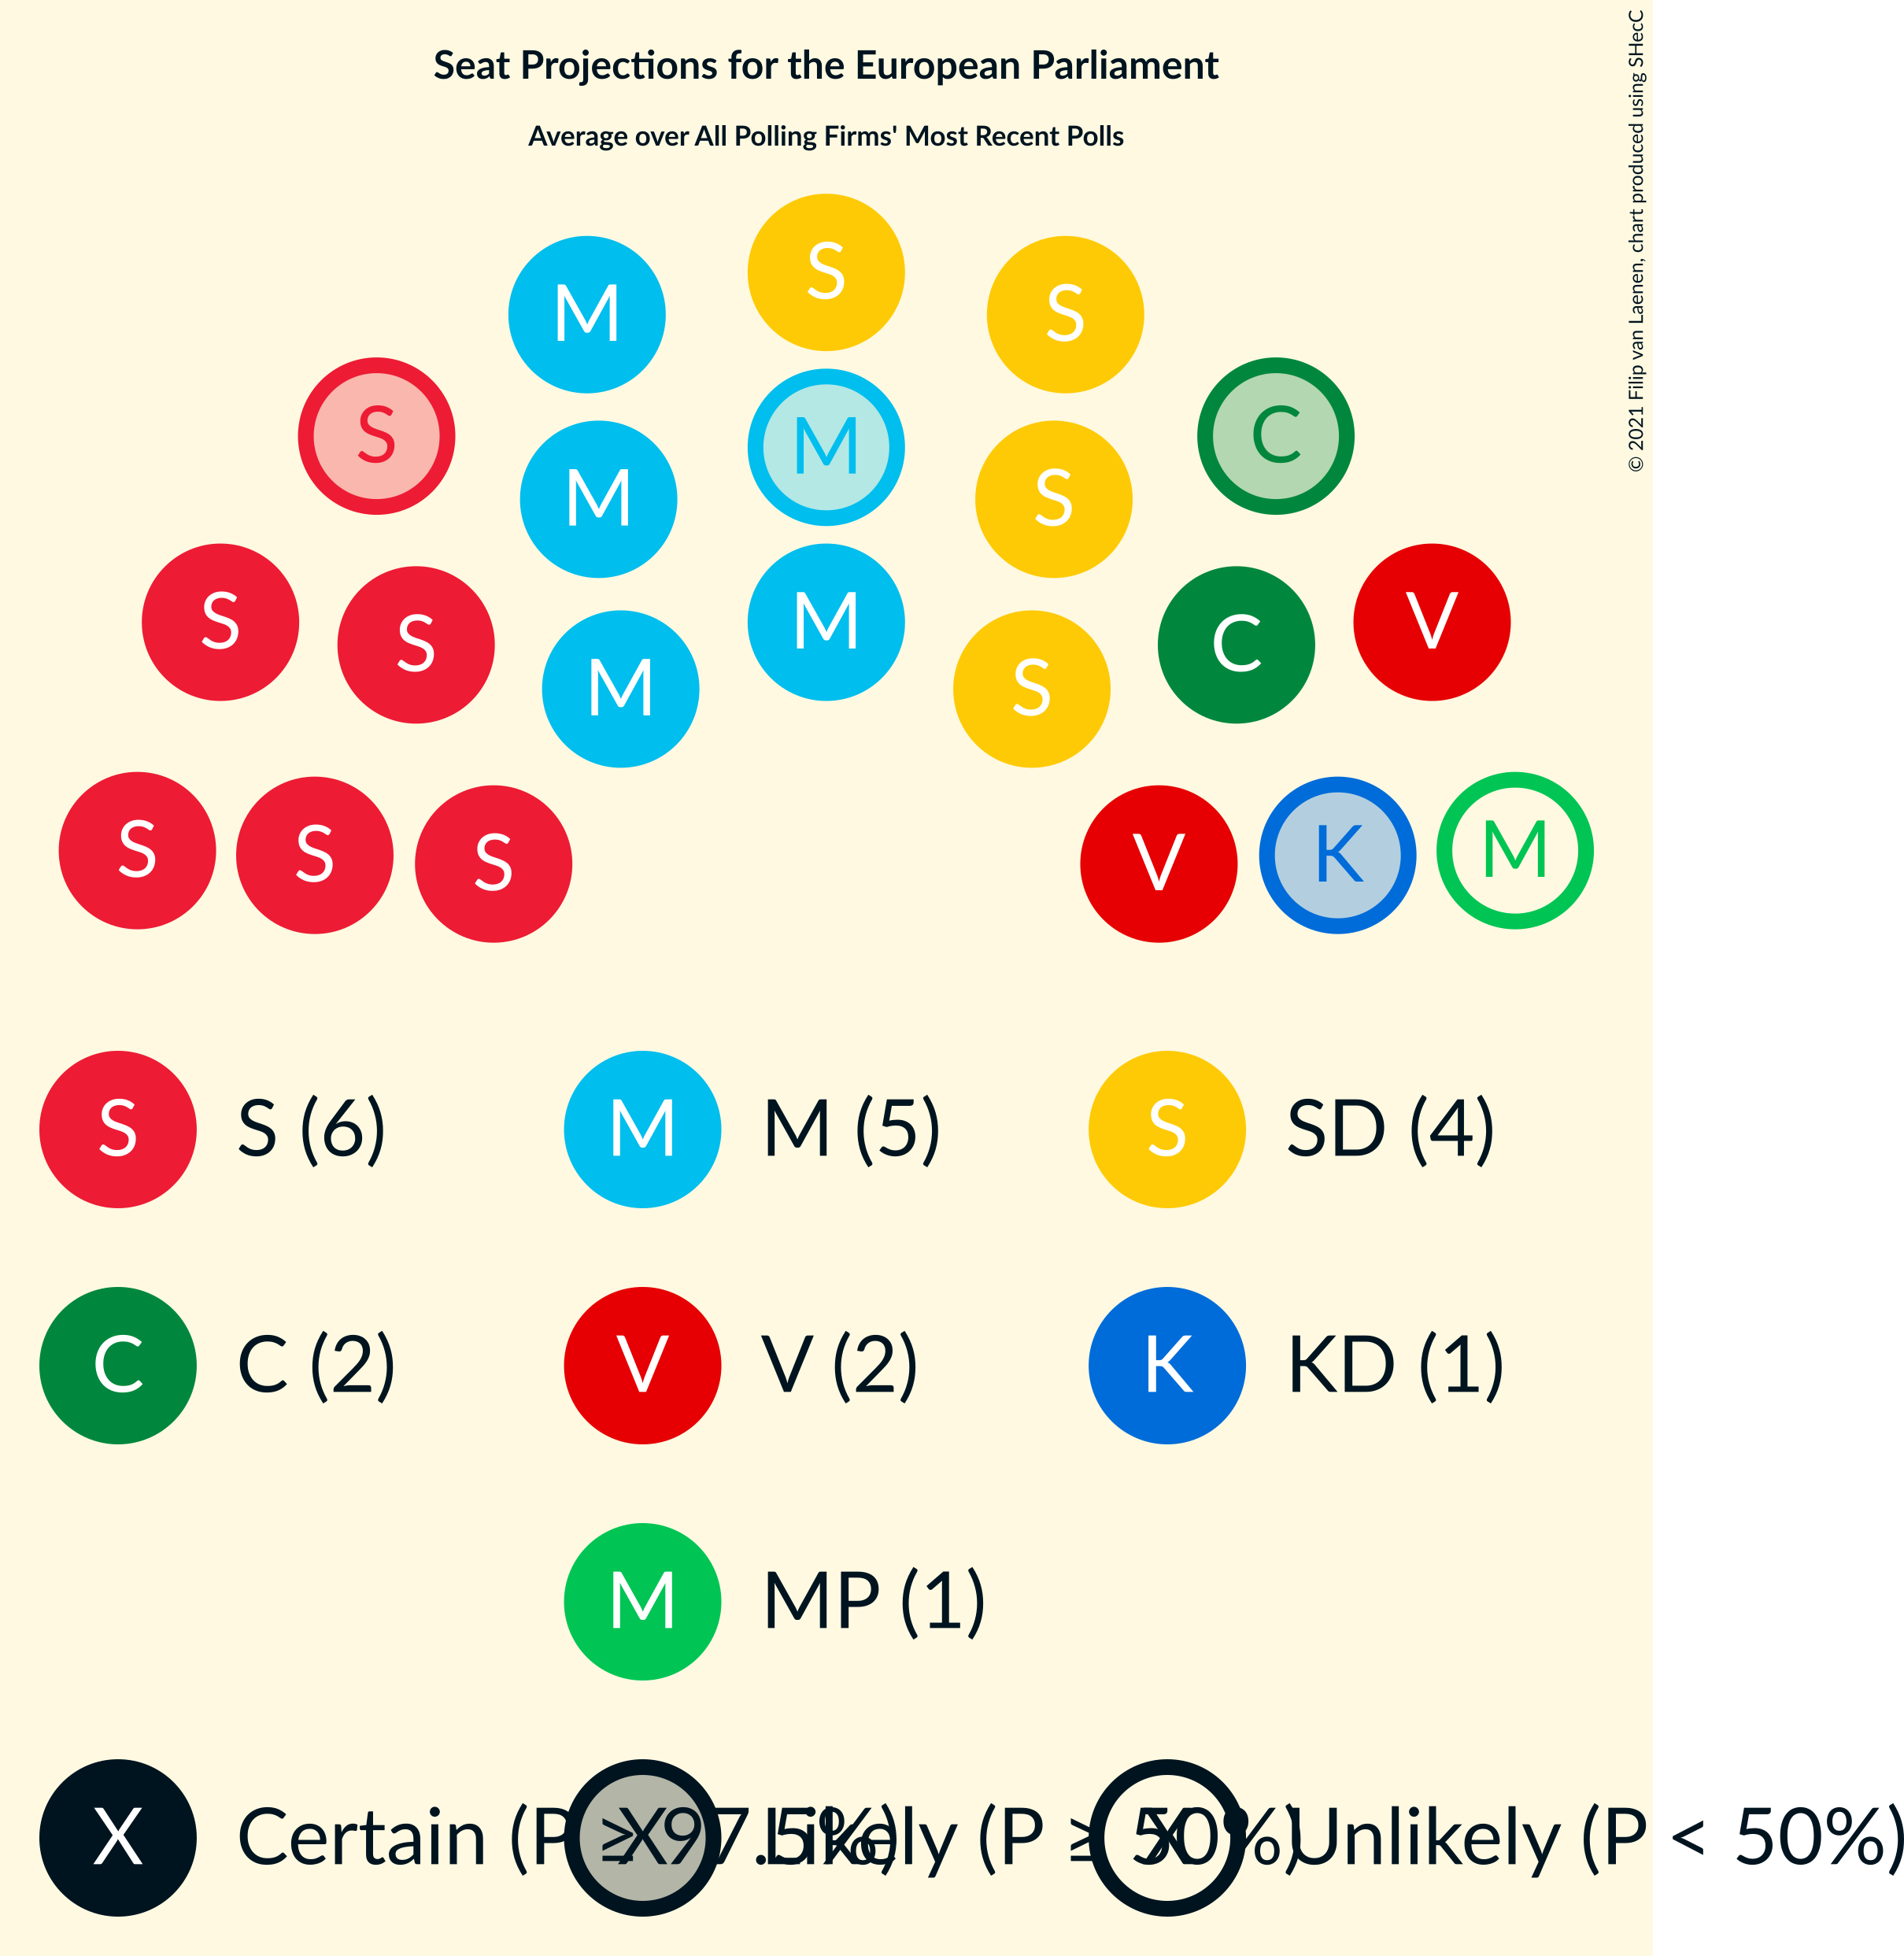 Seat Projections for the European Parliament
Average over All Polling Firms' Most Recent Polls
© 2021 Filip van Laenen, chart produced using SHecC
S
M S
S M S C
M S
S S M M S C V
S S S V K M
S S (6) M M (5) S SD (4)
C C (2) V V (2) K KD (1)
M MP (1)
X Certain (P ≥ 97.5%) X Likely (P ≥ 50%) X Unlikely (P < 50%)